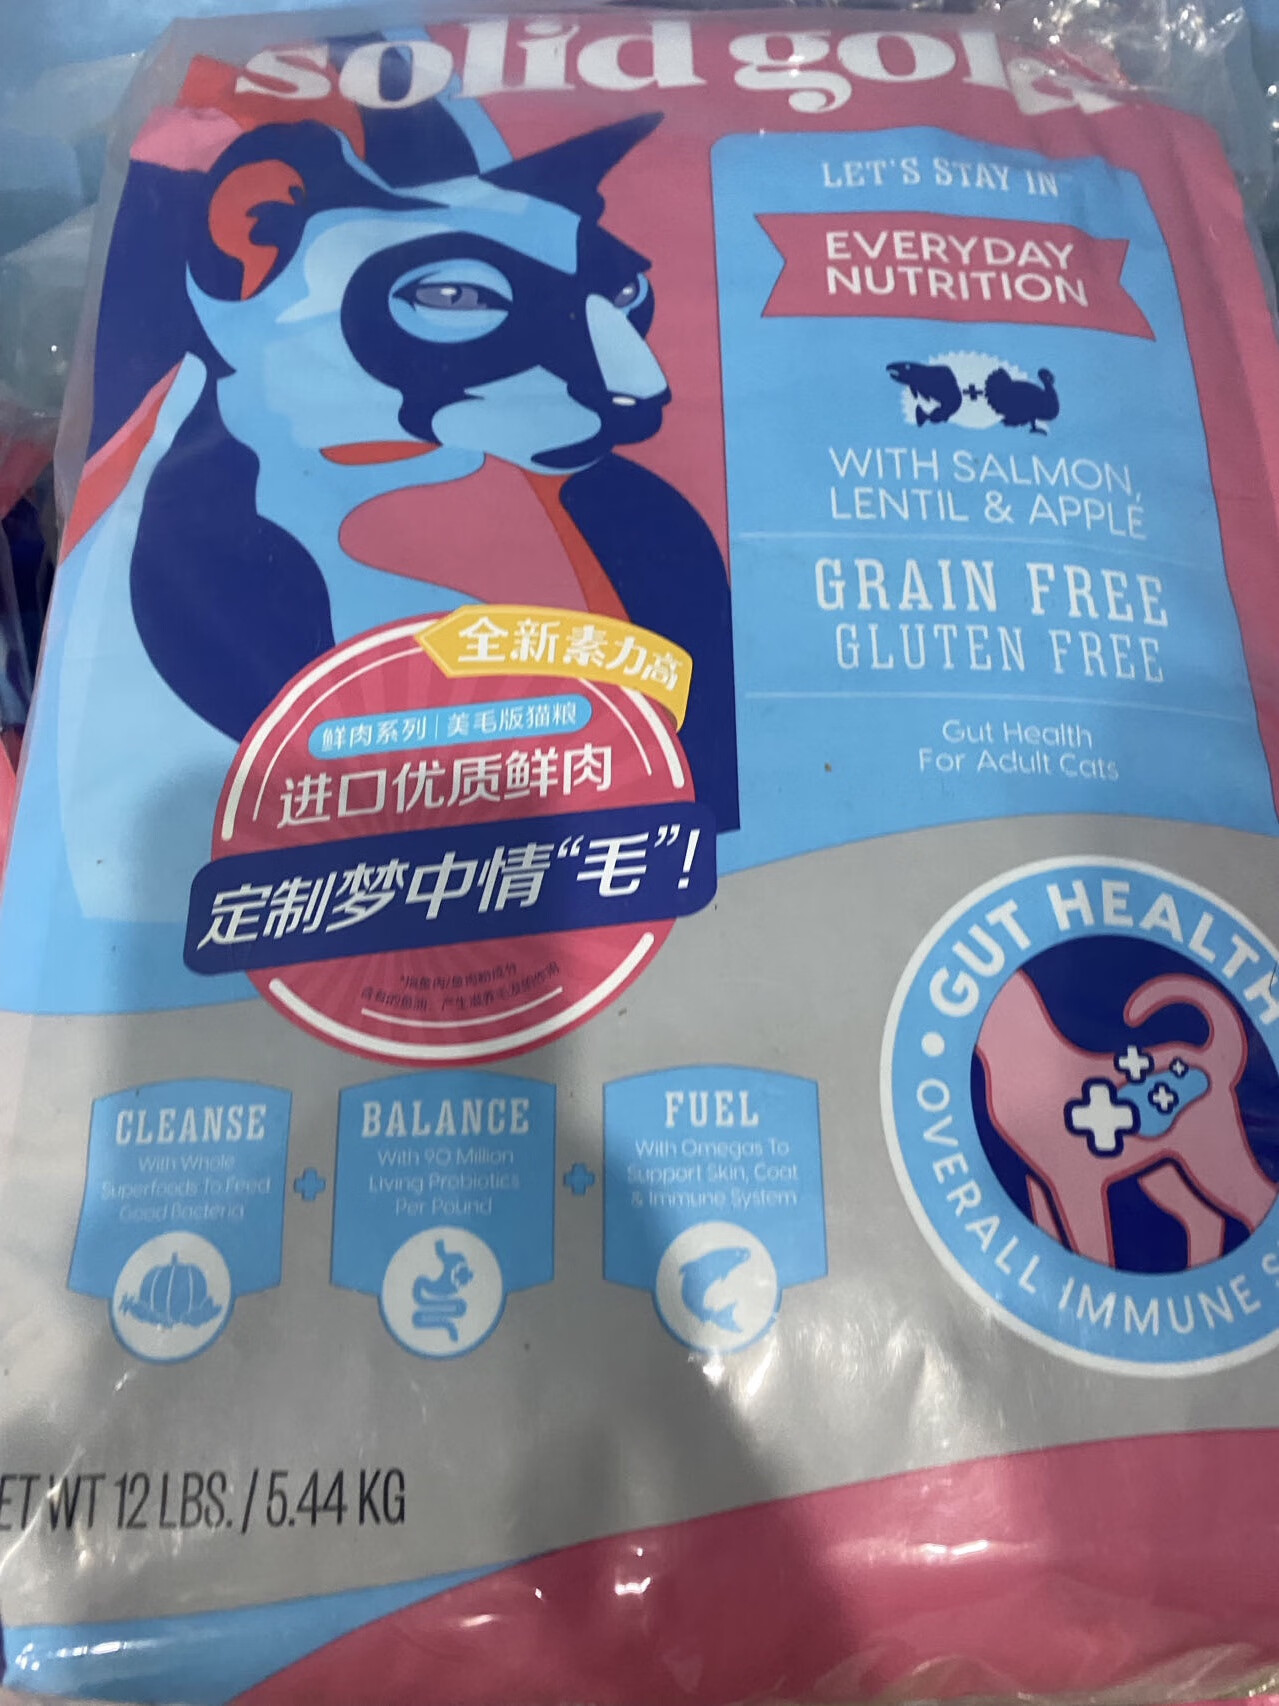 solid gold
LET'S STAY IN
EVERYDAY
NUTRITION
WITH SALMON,
LENTIL & APPLE
GRAIN FREE
GLUTEN FREE
Gut Health
For Adult Cats
全新素力高
鲜肉系列|美毛版猫粮
进口优质鲜肉
定制梦中情“毛”!
GUT HEALTH
OVERALL IMMUNE
CLEANSE
With Whole
Superfoods To Feed
Good Bacteria
BALANCE
With 90 Million
Living Probiotics
Per Pound
FUEL
With Omegas To
Support Skin, Coat
& Immune System
ET WT 12 LBS. / 5.44 KG